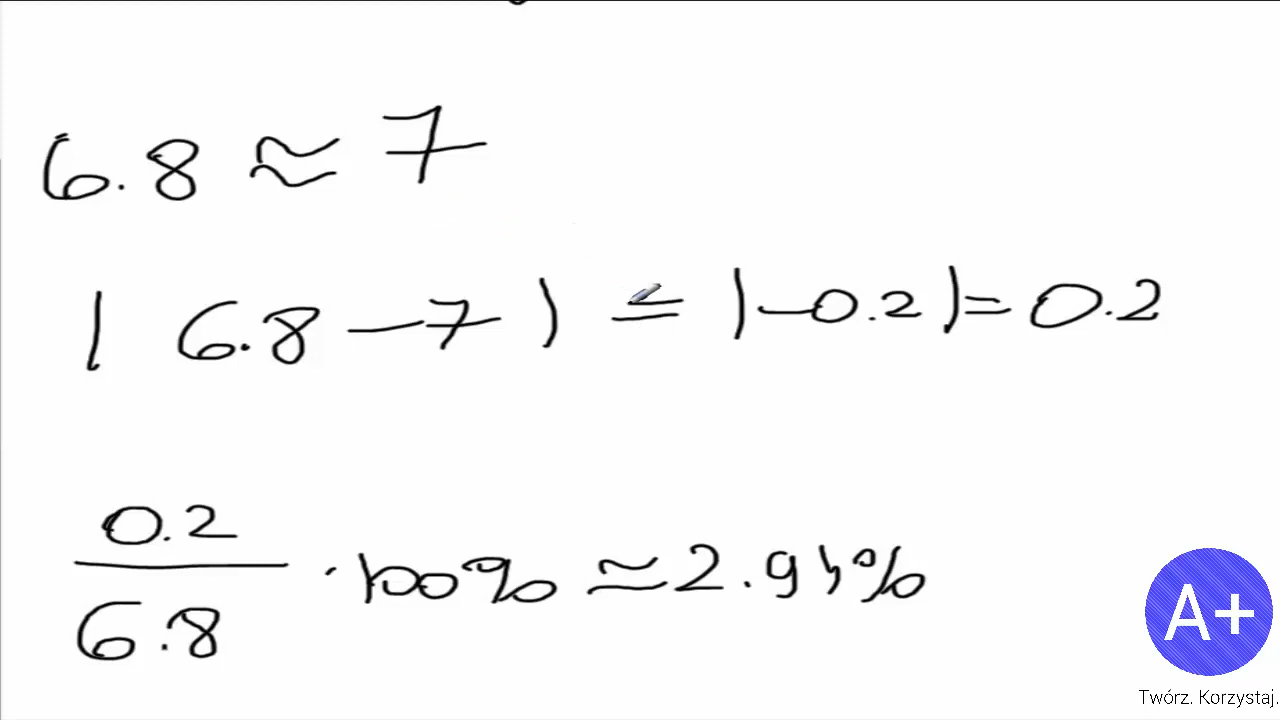 6.8 ≈ 7
| 6.8 – 7 | = |–0.2| = 0.2
0.2
6.8
· 100% ≈ 2.94%
A+
Twórz. Korzystaj.